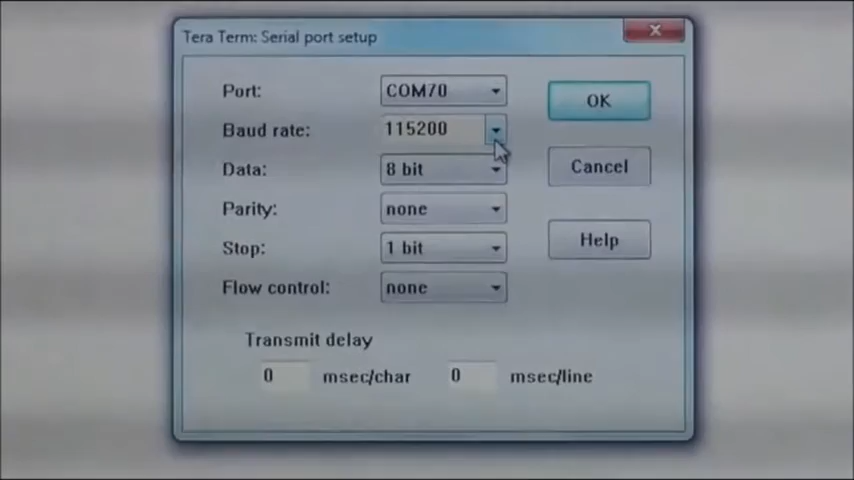 Tera Term: Serial port setup
Port: COM70 OK
Baud rate: 115200
Data: 8 bit Cancel
Parity: none
Stop: 1 bit Help
Flow control: none
Transmit delay
0 msec/char 0 msec/line